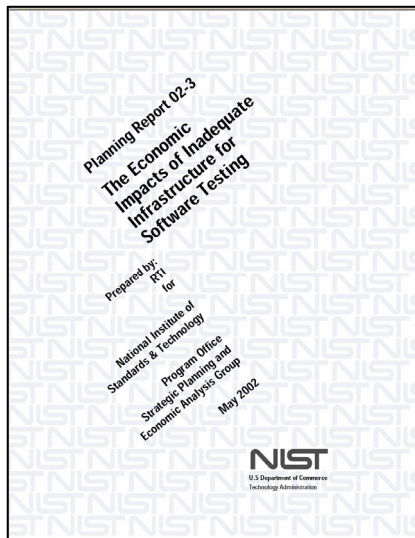 Planning Report 02-3
The Economic
Impacts of Inadequate
Infrastructure for
Software Testing
Prepared by:
RTI
for
National Institute of
Standards & Technology
Program Office
Strategic Planning and
Economic Analysis Group
May 2002
NIST
U.S Department of Commerce
Technology Administration